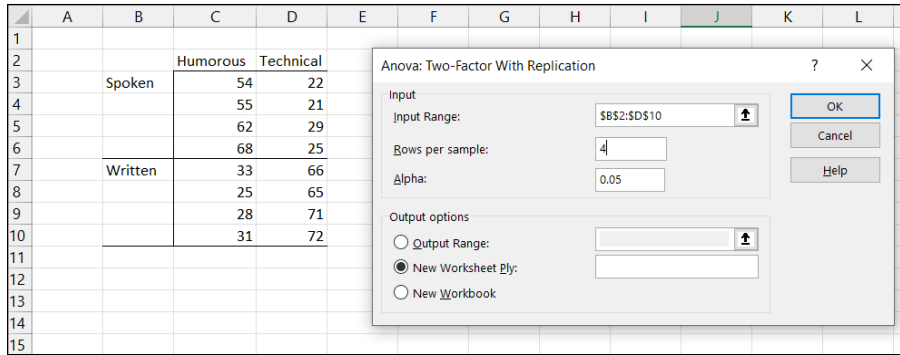 A B C D E F G H I J K L
1
2 Humorous Technical
3 Spoken 54 22
4 55 21
5 62 29
6 68 25
7 Written 33 66
8 25 65
9 28 71
10 31 72
11
12
13
14
15
Anova: Two-Factor With Replication ? ×
Input
Input Range: $B$2:$D$10
Rows per sample: 4
Alpha: 0.05
OK
Cancel
Help
Output options
Output Range:
New Worksheet Ply:
New Workbook